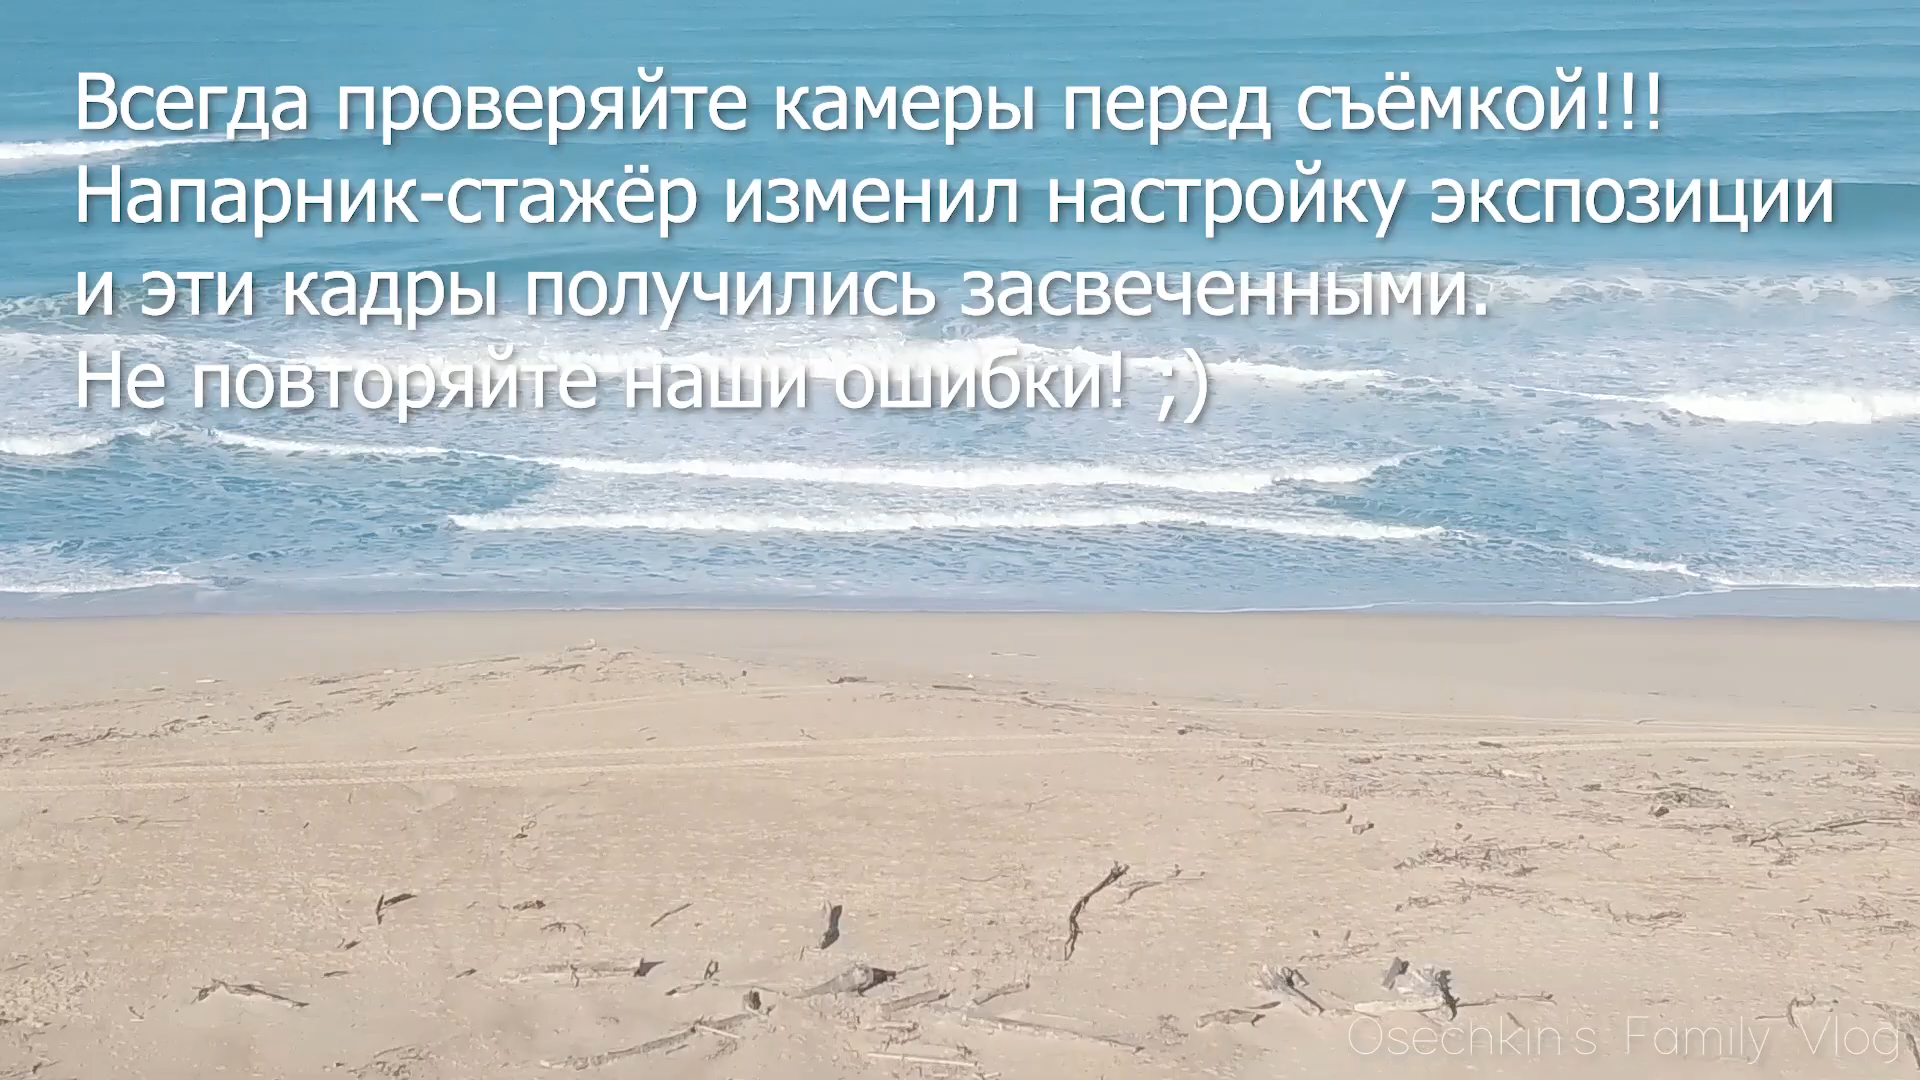 Всегда проверяйте камеры перед съёмкой!!!
Напарник-стажёр изменил настройку экспозиции
и эти кадры получились засвеченными.
Не повторяйте наши ошибки! ;)
Osechkin's Family Vlog